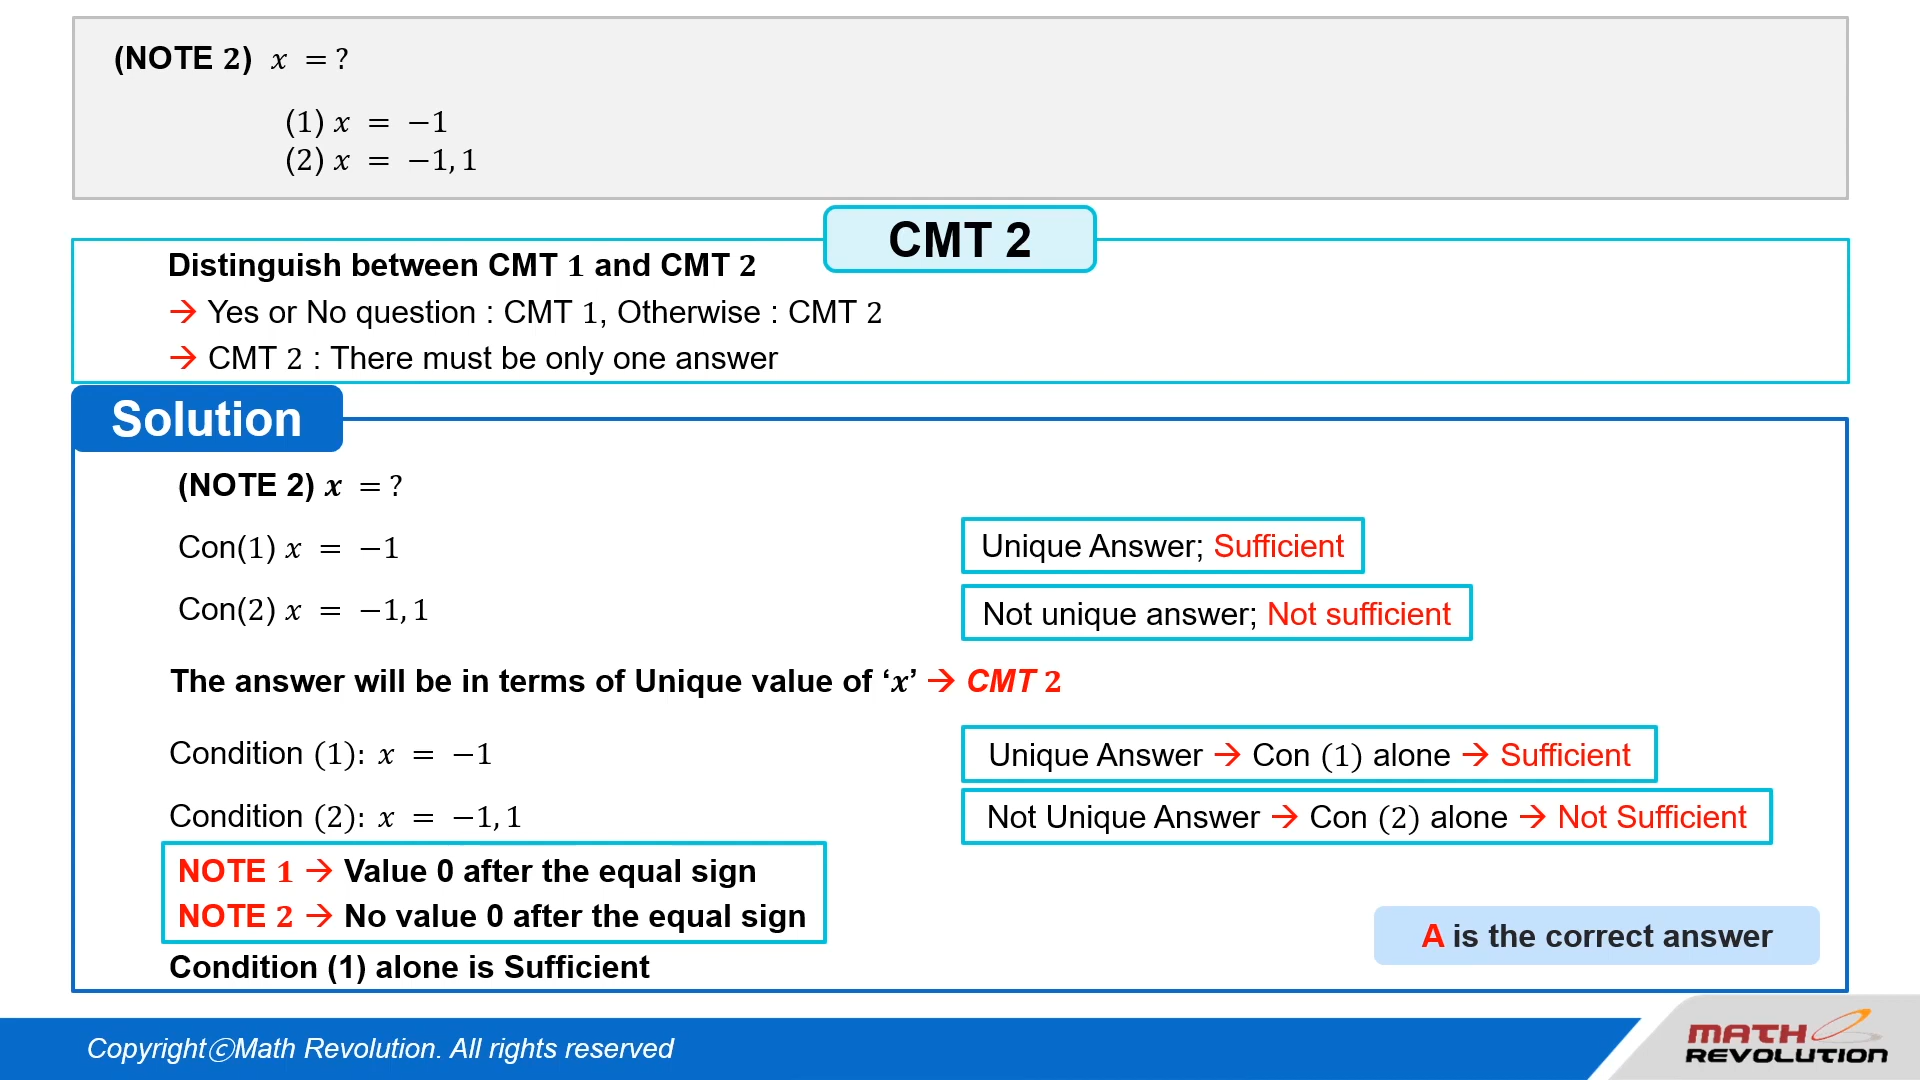 (NOTE 2) x = ?
(1) x = −1
(2) x = −1, 1
CMT 2
Distinguish between CMT 1 and CMT 2
→ Yes or No question : CMT 1, Otherwise : CMT 2
→ CMT 2 : There must be only one answer
Solution
(NOTE 2) x = ?
Con(1) x = −1
Unique Answer; Sufficient
Con(2) x = −1, 1
Not unique answer; Not sufficient
The answer will be in terms of Unique value of ‘x’ → CMT 2
Condition (1): x = −1
Unique Answer → Con (1) alone → Sufficient
Condition (2): x = −1, 1
Not Unique Answer → Con (2) alone → Not Sufficient
NOTE 1 → Value 0 after the equal sign
NOTE 2 → No value 0 after the equal sign
A is the correct answer
Condition (1) alone is Sufficient
Copyrightⓒ Math Revolution. All rights reserved
MATH
REVOLUTION